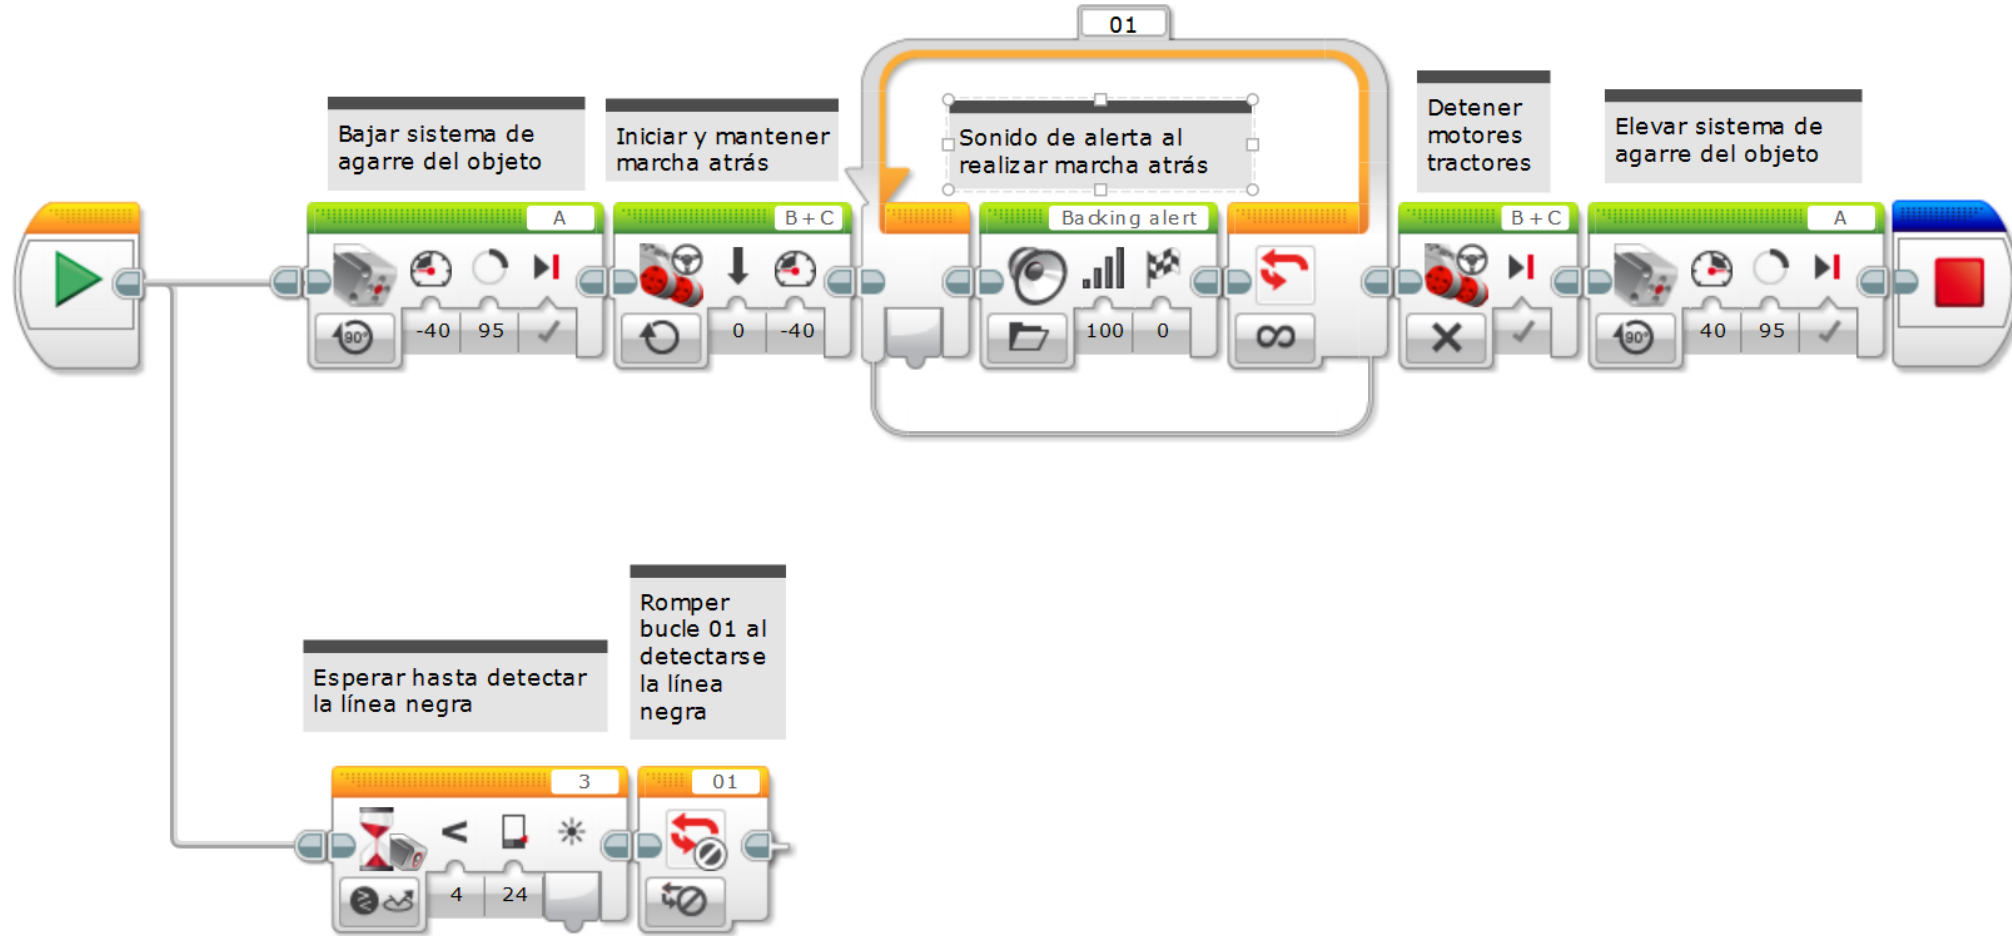 01
Bajar sistema de
agarre del objeto
Iniciar y mantener
marcha atrás
Sonido de alerta al
realizar marcha atrás
Detener
motores
tractores
Elevar sistema de
agarre del objeto
A
B + C
Backing alert
B + C
A
90°
-40
95
0
-40
100
0
90°
40
95
Esperar hasta detectar
la línea negra
Romper
bucle 01 al
detectarse
la línea
negra
3
01
<
4
24